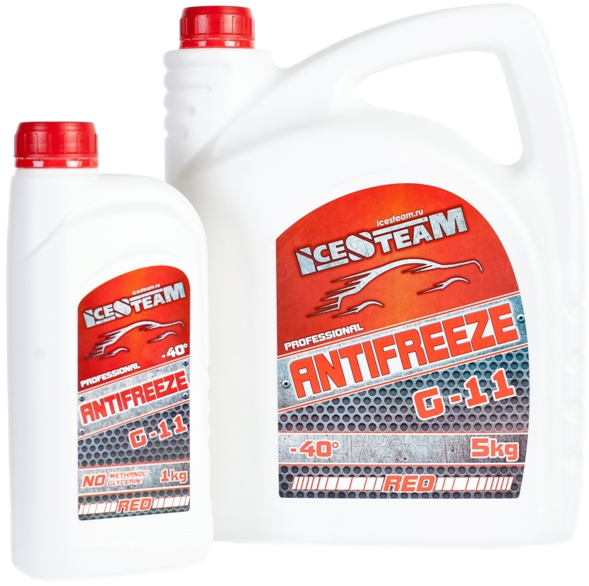 icesteam.ru
ICESTEAM
-40°
PROFESSIONAL
ANTIFREEZE
G-11
NO METHANOL
GLYCERIN!
1kg
RED
icesteam.ru
ICESTEAM
PROFESSIONAL
ANTIFREEZE
G-11
-40°
5kg
RED